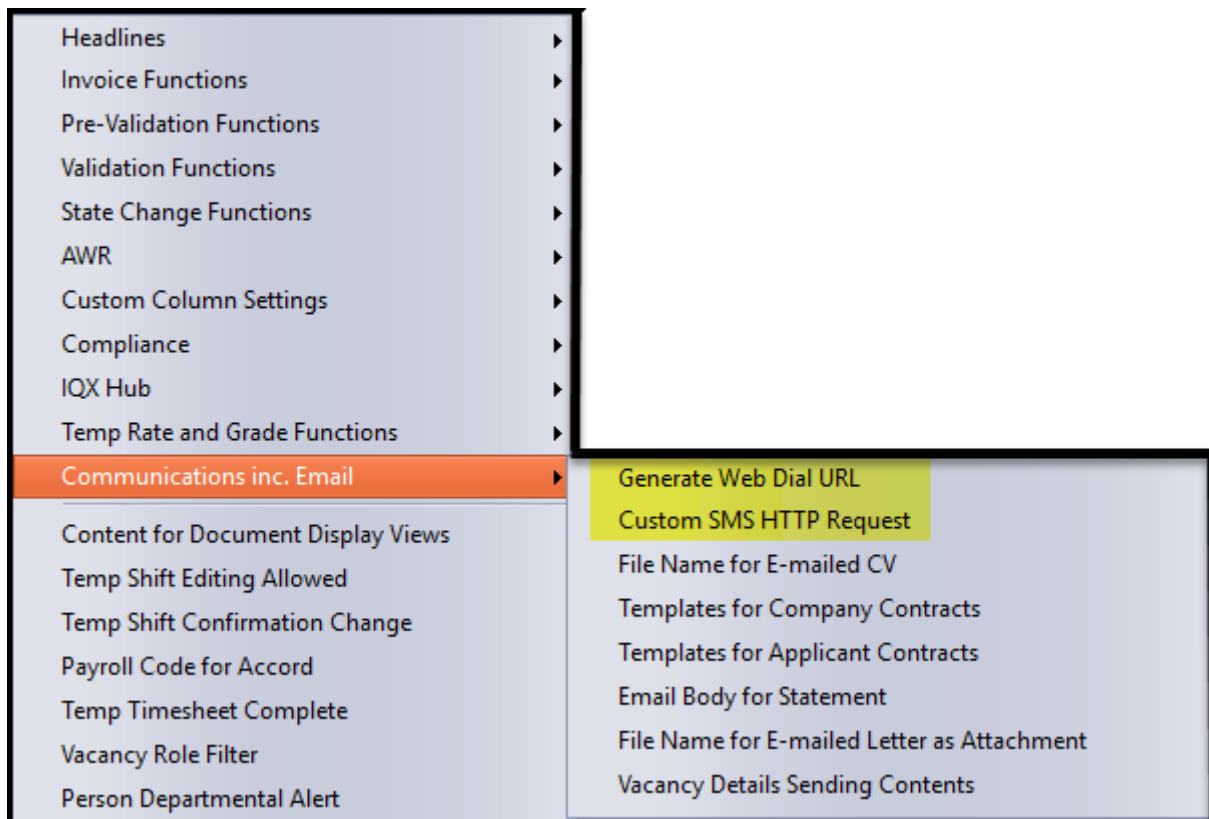 Headlines
Invoice Functions
Pre-Validation Functions
Validation Functions
State Change Functions
AWR
Custom Column Settings
Compliance
IQX Hub
Temp Rate and Grade Functions
Communications inc. Email
Content for Document Display Views
Temp Shift Editing Allowed
Temp Shift Confirmation Change
Payroll Code for Accord
Temp Timesheet Complete
Vacancy Role Filter
Person Departmental Alert
Generate Web Dial URL
Custom SMS HTTP Request
File Name for E-mailed CV
Templates for Company Contracts
Templates for Applicant Contracts
Email Body for Statement
File Name for E-mailed Letter as Attachment
Vacancy Details Sending Contents